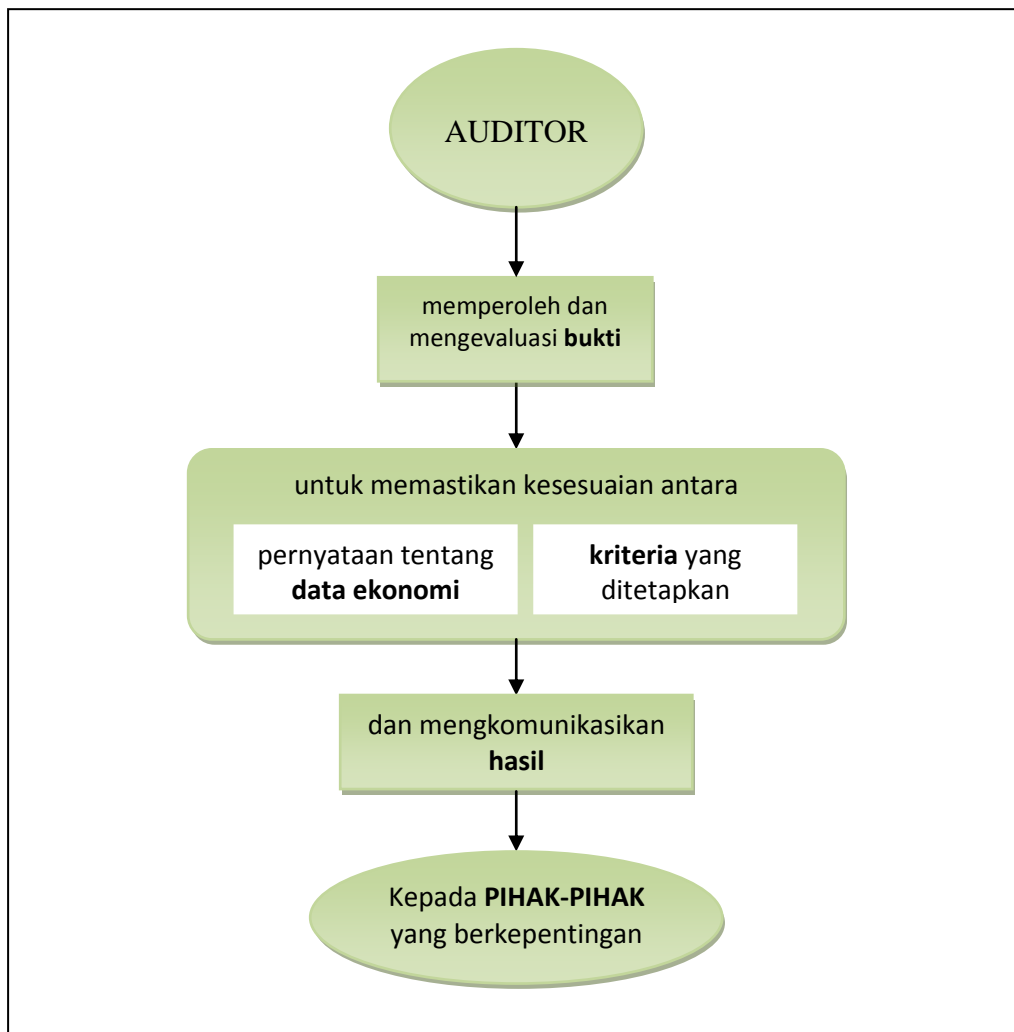 AUDITOR
memperoleh dan
mengevaluasi bukti
untuk memastikan kesesuaian antara
pernyataan tentang
data ekonomi
kriteria yang
ditetapkan
dan mengkomunikasikan
hasil
Kepada PIHAK-PIHAK
yang berkepentingan